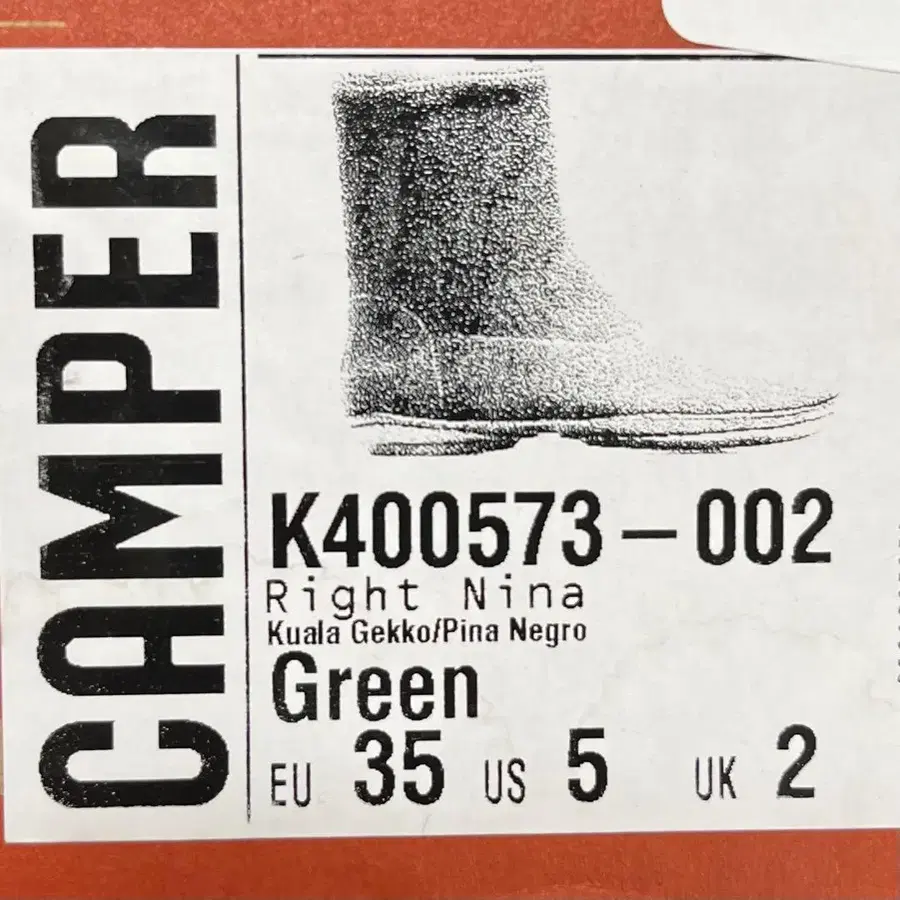 CAMPER
K400573-002
Right Nina
Kuala Gekko/Pina Negro
Green
EU 35 US 5 UK 2